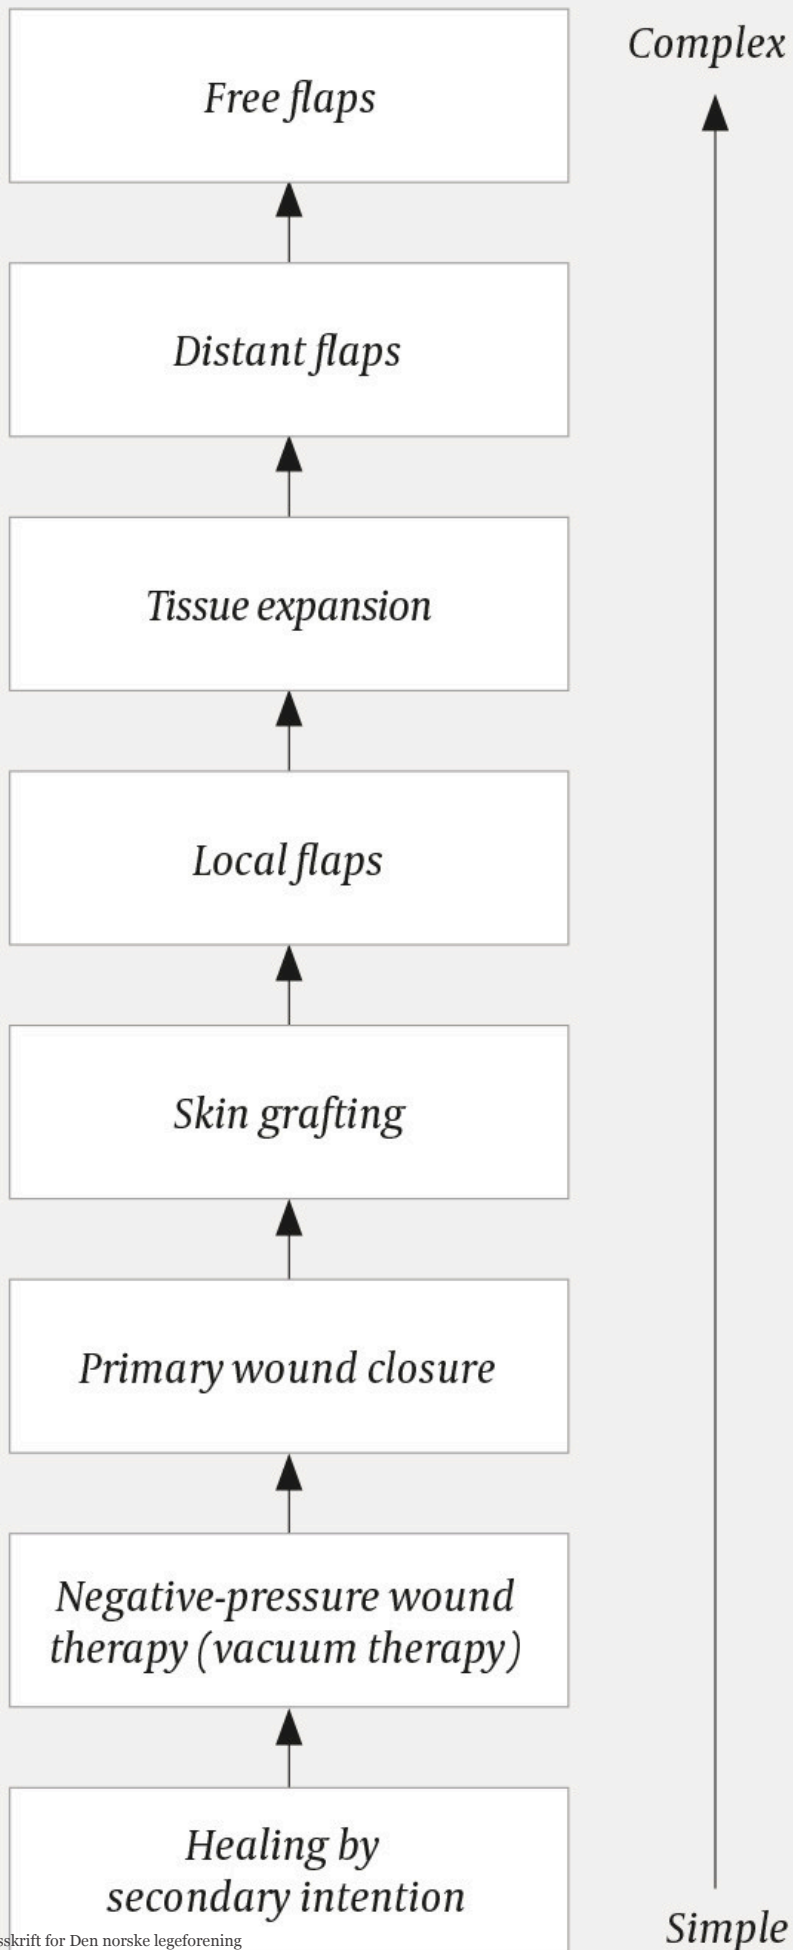 Complex
Free flaps
Distant flaps
Tissue expansion
Local flaps
Skin grafting
Primary wound closure
Negative-pressure wound
therapy (vacuum therapy)
Healing by
secondary intention
Simple
for Den norske legeforening